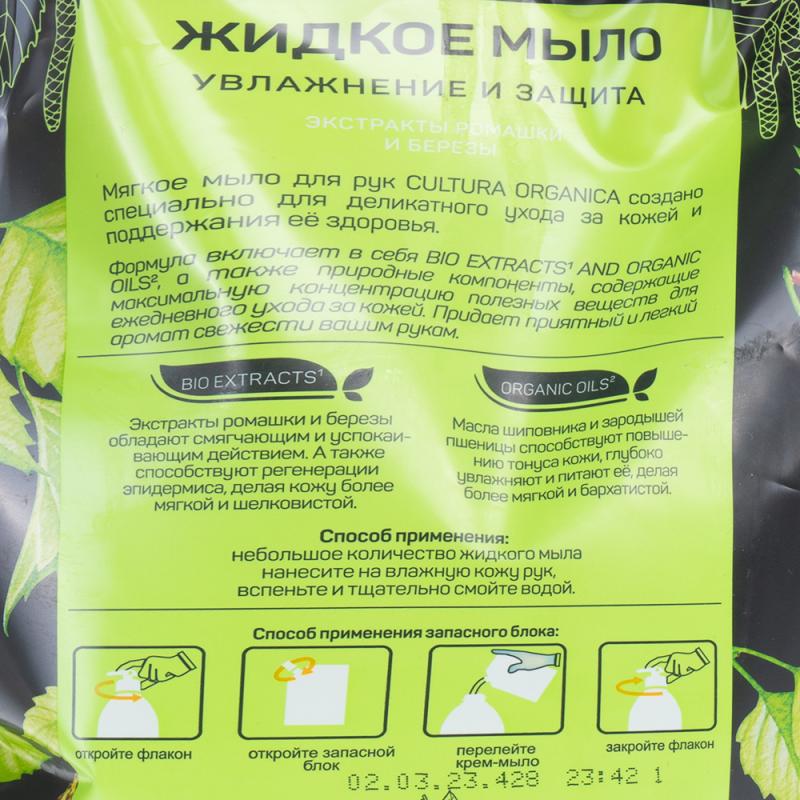 ЖИДКОЕ МЫЛО
УВЛАЖНЕНИЕ И ЗАЩИТА
ЭКСТРАКТЫ РОМАШКИ
И БЕРЕЗЫ
Мягкое мыло для рук CULTURA ORGANICA создано
специально для деликатного ухода за кожей и
поддержания её здоровья.
Формула включает в себя BIO EXTRACTS¹ AND ORGANIC
OILS², а также природные компоненты, содержащие
максимальную концентрацию полезных веществ для
ежедневного ухода за кожей. Придает приятный и легкий
аромат свежести вашим рукам.
BIO EXTRACTS¹
Экстракты ромашки и березы
обладают смягчающим и успокаи-
вающим действием. А также
способствуют регенерации
эпидермиса, делая кожу более
мягкой и шелковистой.
ORGANIC OILS²
Масла шиповника и зародышей
пшеницы способствуют повыше-
нию тонуса кожи, глубоко
увлажняют и питают её, делая
более мягкой и бархатистой.
Способ применения:
небольшое количество жидкого мыла
нанесите на влажную кожу рук,
вспеньте и тщательно смойте водой.
Способ применения запасного блока:
откройте флакон
откройте запасной
блок
перелейте
крем-мыло
закройте флакон
02.03.23.428 23:42 1